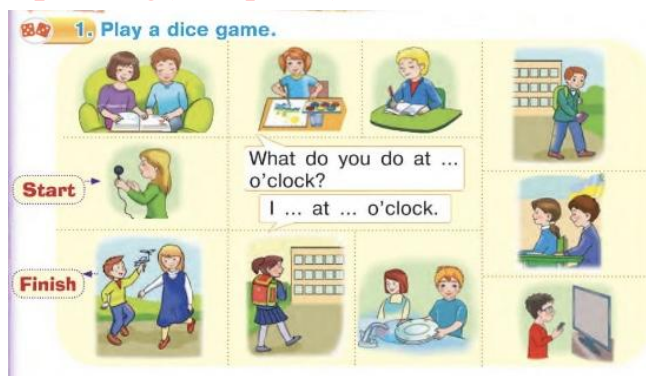 1. Play a dice game.
What do you do at ...
o'clock?
Start
I ... at ... o'clock.
Finish